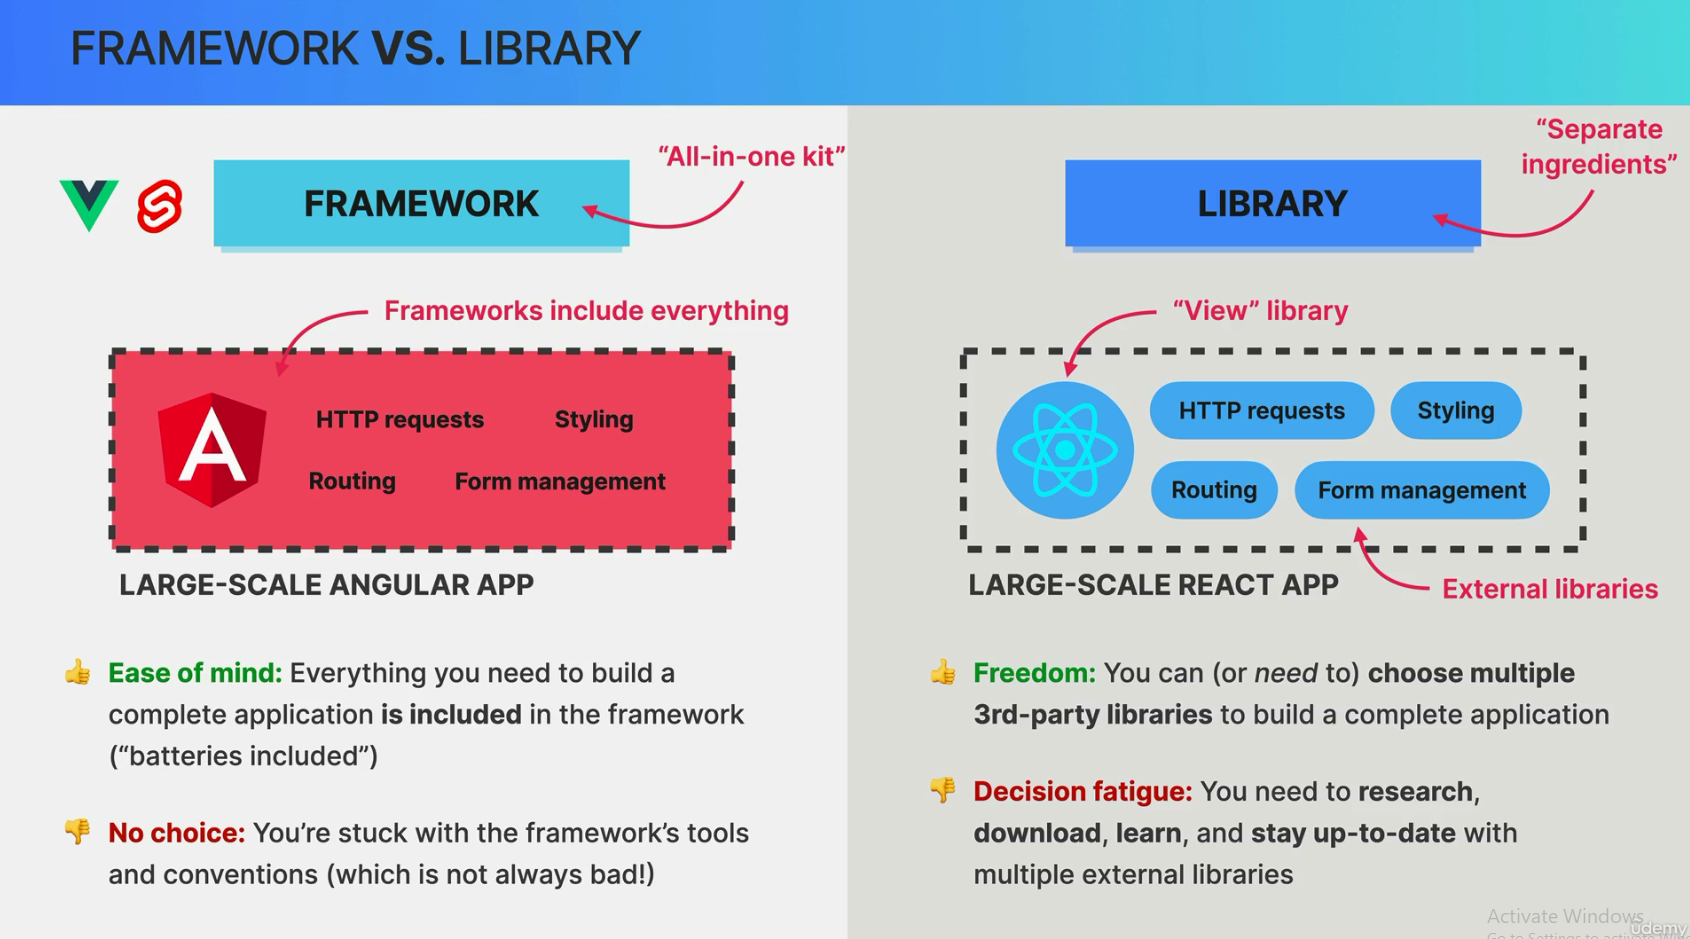 FRAMEWORK VS. LIBRARY
“All-in-one kit”
FRAMEWORK
Frameworks include everything
HTTP requests
Styling
Routing
Form management
LARGE-SCALE ANGULAR APP
Ease of mind: Everything you need to build a
complete application is included in the framework
(“batteries included”)
No choice: You’re stuck with the framework’s tools
and conventions (which is not always bad!)
“Separate
ingredients”
LIBRARY
“View” library
HTTP requests
Styling
Routing
Form management
LARGE-SCALE REACT APP
External libraries
Freedom: You can (or need to) choose multiple
3rd-party libraries to build a complete application
Decision fatigue: You need to research,
download, learn, and stay up-to-date with
multiple external libraries
Activate Windows
Go to Settings to activate
Udemy